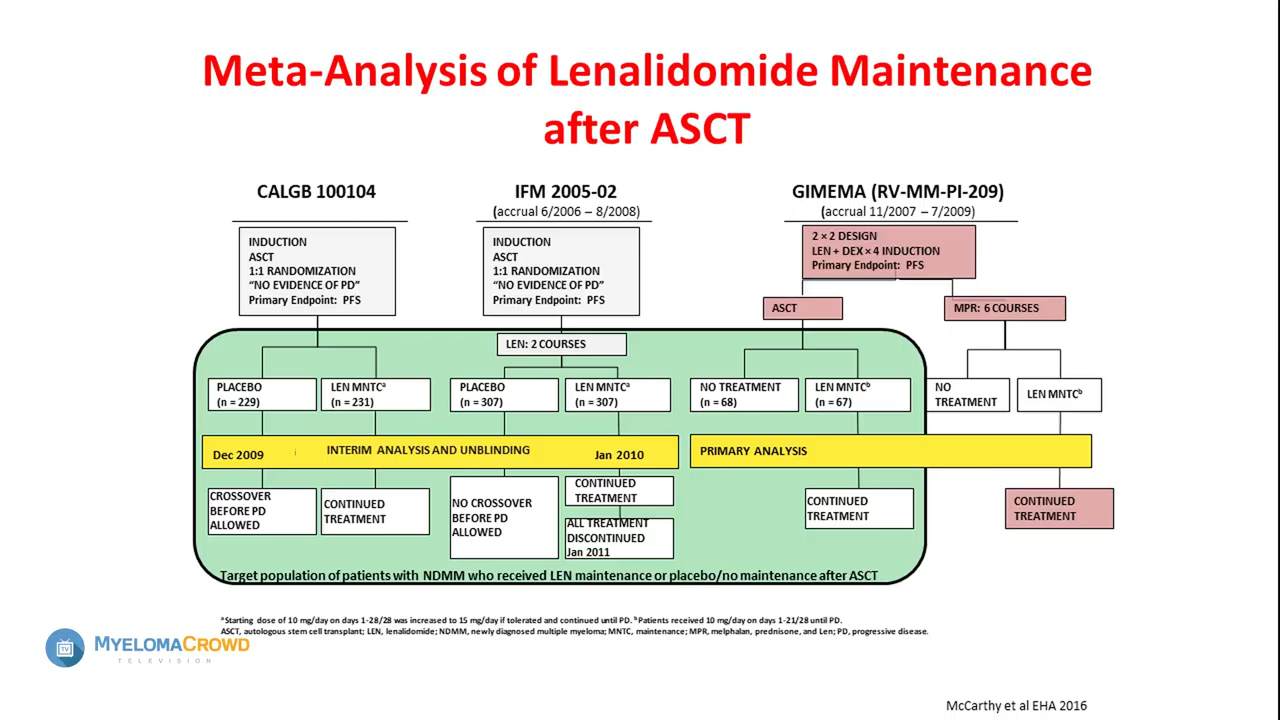 Meta-Analysis of Lenalidomide Maintenance
after ASCT
CALGB 100104
IFM 2005-02
(accrual 6/2006 – 8/2008)
GIMEMA (RV-MM-PI-209)
(accrual 11/2007 – 7/2009)
INDUCTION
ASCT
1:1 RANDOMIZATION
“NO EVIDENCE OF PD”
Primary Endpoint: PFS
INDUCTION
ASCT
1:1 RANDOMIZATION
“NO EVIDENCE OF PD”
Primary Endpoint: PFS
2 × 2 DESIGN
LEN + DEX × 4 INDUCTION
Primary Endpoint: PFS
ASCT
MPR: 6 COURSES
LEN: 2 COURSES
PLACEBO
(n = 229)
LEN MNTCᵃ
(n = 231)
PLACEBO
(n = 307)
LEN MNTCᵃ
(n = 307)
NO TREATMENT
(n = 68)
LEN MNTCᵇ
(n = 67)
NO
TREATMENT
LEN MNTCᵇ
Dec 2009
INTERIM ANALYSIS AND UNBLINDING
Jan 2010
PRIMARY ANALYSIS
CROSSOVER
BEFORE PD
ALLOWED
CONTINUED
TREATMENT
NO CROSSOVER
BEFORE PD
ALLOWED
CONTINUED
TREATMENT
ALL TREATMENT
DISCONTINUED
Jan 2011
CONTINUED
TREATMENT
CONTINUED
TREATMENT
Target population of patients with NDMM who received LEN maintenance or placebo/no maintenance after ASCT
ᵃ Starting dose of 10 mg/day on days 1-28/28 was increased to 15 mg/day if tolerated and continued until PD. ᵇ Patients received 10 mg/day on days 1-21/28 until PD.
ASCT, autologous stem cell transplant; LEN, lenalidomide; NDMM, newly diagnosed multiple myeloma; MNTC, maintenance; MPR, melphalan, prednisone, and Len; PD, progressive disease.
TV
MYELOMACROWD
TELEVISION
McCarthy et al EHA 2016